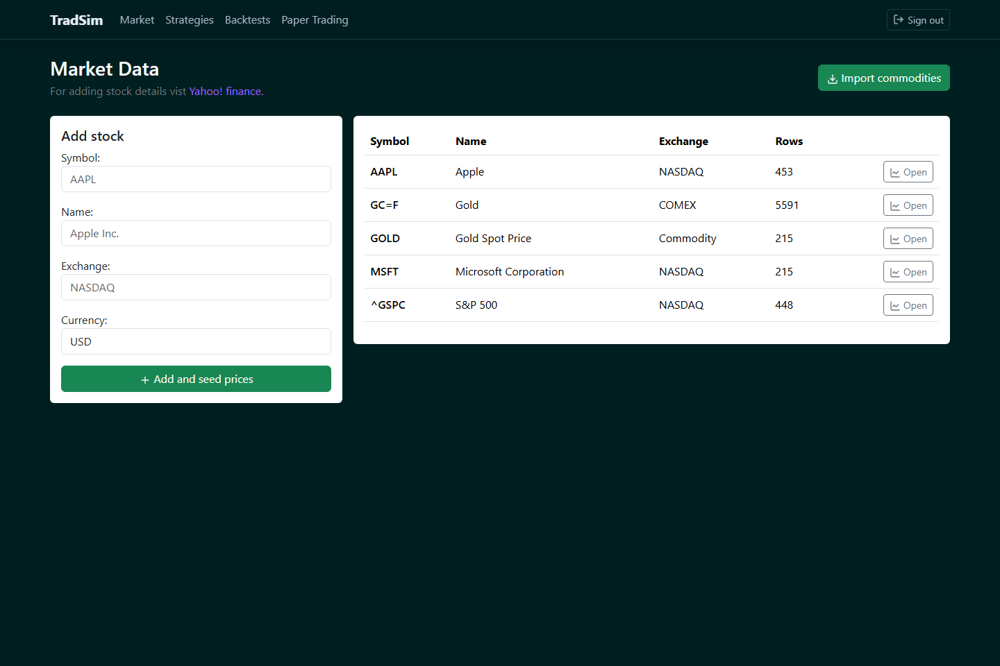 TradSim Market Strategies Backtests Paper Trading Sign out
Market Data
For adding stock details vist Yahoo! finance.
Import commodities
Add stock
Symbol:
AAPL
Name:
Apple Inc.
Exchange:
NASDAQ
Currency:
USD
+ Add and seed prices
Symbol Name Exchange Rows
AAPL Apple NASDAQ 453 Open
GC=F Gold COMEX 5591 Open
GOLD Gold Spot Price Commodity 215 Open
MSFT Microsoft Corporation NASDAQ 215 Open
^GSPC S&P 500 NASDAQ 448 Open